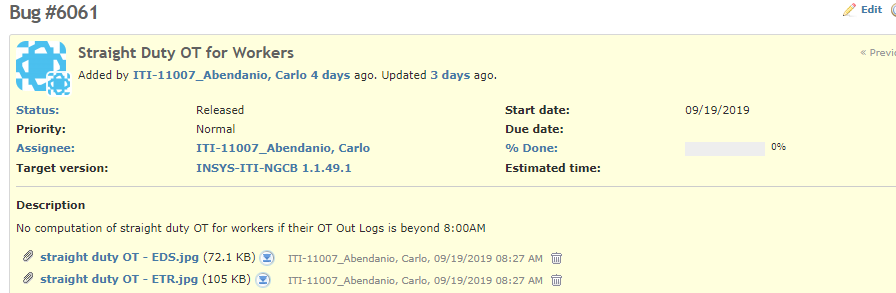 Bug #6061
Edit
Straight Duty OT for Workers
« Previ
Added by ITI-11007_Abendanio, Carlo 4 days ago. Updated 3 days ago.
Status: Released Start date: 09/19/2019
Priority: Normal Due date:
Assignee: ITI-11007_Abendanio, Carlo % Done: 0%
Target version: INSYS-ITI-NGCB 1.1.49.1 Estimated time:
Description
No computation of straight duty OT for workers if their OT Out Logs is beyond 8:00AM
straight duty OT - EDS.jpg (72.1 KB) ITI-11007_Abendanio, Carlo, 09/19/2019 08:27 AM
straight duty OT - ETR.jpg (105 KB) ITI-11007_Abendanio, Carlo, 09/19/2019 08:27 AM